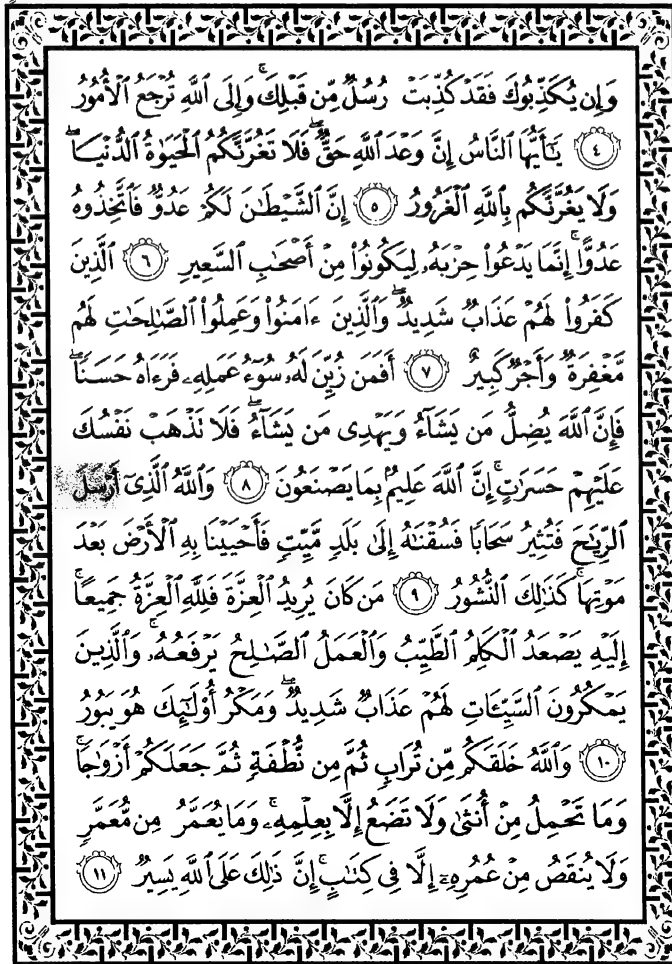 وَإِن يُكَذِّبُوكَ فَقَدْ كُذِّبَتْ رُسُلٌ مِّن قَبْلِكَ ۚ وَإِلَى ٱللَّهِ تُرْجَعُ ٱلْأُمُورُ
﴿٤﴾ يَٰٓأَيُّهَا ٱلنَّاسُ إِنَّ وَعْدَ ٱللَّهِ حَقٌّ ۖ فَلَا تَغُرَّنَّكُمُ ٱلْحَيَوٰةُ ٱلدُّنْيَا ۖ
وَلَا يَغُرَّنَّكُم بِٱللَّهِ ٱلْغَرُورُ ﴿٥﴾ إِنَّ ٱلشَّيْطَٰنَ لَكُمْ عَدُوٌّ فَٱتَّخِذُوهُ
عَدُوًّا ۚ إِنَّمَا يَدْعُوا۟ حِزْبَهُۥ لِيَكُونُوا۟ مِنْ أَصْحَٰبِ ٱلسَّعِيرِ ﴿٦﴾ ٱلَّذِينَ
كَفَرُوا۟ لَهُمْ عَذَابٌ شَدِيدٌ ۖ وَٱلَّذِينَ ءَامَنُوا۟ وَعَمِلُوا۟ ٱلصَّٰلِحَٰتِ لَهُم
مَّغْفِرَةٌ وَأَجْرٌ كَبِيرٌ ﴿٧﴾ أَفَمَن زُيِّنَ لَهُۥ سُوٓءُ عَمَلِهِۦ فَرَءَاهُ حَسَنًا ۖ
فَإِنَّ ٱللَّهَ يُضِلُّ مَن يَشَآءُ وَيَهْدِى مَن يَشَآءُ ۖ فَلَا تَذْهَبْ نَفْسُكَ
عَلَيْهِمْ حَسَرَٰتٍ ۚ إِنَّ ٱللَّهَ عَلِيمٌۢ بِمَا يَصْنَعُونَ ﴿٨﴾ وَٱللَّهُ ٱلَّذِىٓ أَرْسَلَ
ٱلرِّيَٰحَ فَتُثِيرُ سَحَابًا فَسُقْنَٰهُ إِلَىٰ بَلَدٍ مَّيِّتٍ فَأَحْيَيْنَا بِهِ ٱلْأَرْضَ بَعْدَ
مَوْتِهَا ۚ كَذَٰلِكَ ٱلنُّشُورُ ﴿٩﴾ مَن كَانَ يُرِيدُ ٱلْعِزَّةَ فَلِلَّهِ ٱلْعِزَّةُ جَمِيعًا ۚ
إِلَيْهِ يَصْعَدُ ٱلْكَلِمُ ٱلطَّيِّبُ وَٱلْعَمَلُ ٱلصَّٰلِحُ يَرْفَعُهُۥ ۚ وَٱلَّذِينَ
يَمْكُرُونَ ٱلسَّيِّـَٔاتِ لَهُمْ عَذَابٌ شَدِيدٌ ۖ وَمَكْرُ أُو۟لَٰٓئِكَ هُوَ يَبُورُ
﴿١٠﴾ وَٱللَّهُ خَلَقَكُم مِّن تُرَابٍ ثُمَّ مِن نُّطْفَةٍ ثُمَّ جَعَلَكُمْ أَزْوَٰجًا ۚ
وَمَا تَحْمِلُ مِنْ أُنثَىٰ وَلَا تَضَعُ إِلَّا بِعِلْمِهِۦ ۚ وَمَا يُعَمَّرُ مِن مُّعَمَّرٍ
وَلَا يُنقَصُ مِنْ عُمُرِهِۦٓ إِلَّا فِى كِتَٰبٍ ۚ إِنَّ ذَٰلِكَ عَلَى ٱللَّهِ يَسِيرٌ ﴿١١﴾